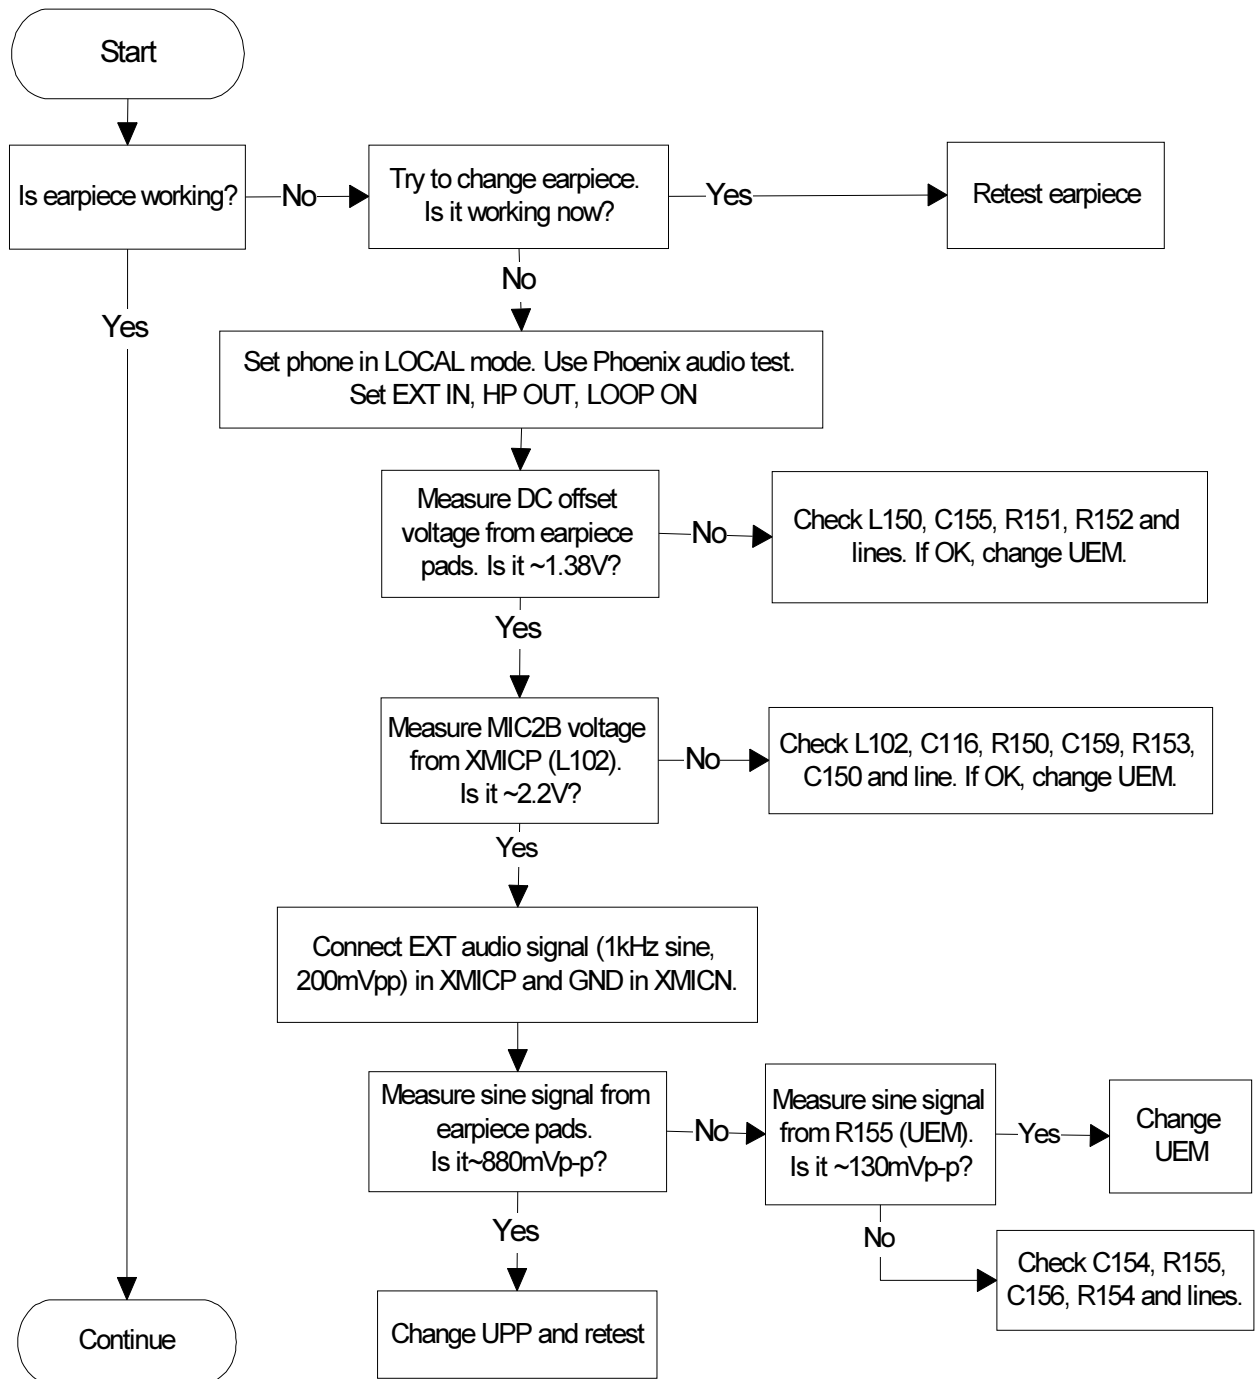 Start
Is earpiece working?
No
Try to change earpiece.
Is it working now?
Yes
Retest earpiece
No
Yes
Set phone in LOCAL mode. Use Phoenix audio test.
Set EXT IN, HP OUT, LOOP ON
Measure DC offset
voltage from earpiece
pads. Is it ~1.38V?
No
Check L150, C155, R151, R152 and
lines. If OK, change UEM.
Yes
Measure MIC2B voltage
from XMICP (L102).
Is it ~2.2V?
No
Check L102, C116, R150, C159, R153,
C150 and line. If OK, change UEM.
Yes
Connect EXT audio signal (1kHz sine,
200mVpp) in XMICP and GND in XMICN.
Measure sine signal from
earpiece pads.
Is it~880mVp-p?
No
Measure sine signal
from R155 (UEM).
Is it ~130mVp-p?
Yes
Change
UEM
Yes
No
Check C154, R155,
C156, R154 and lines.
Change UPP and retest
Continue